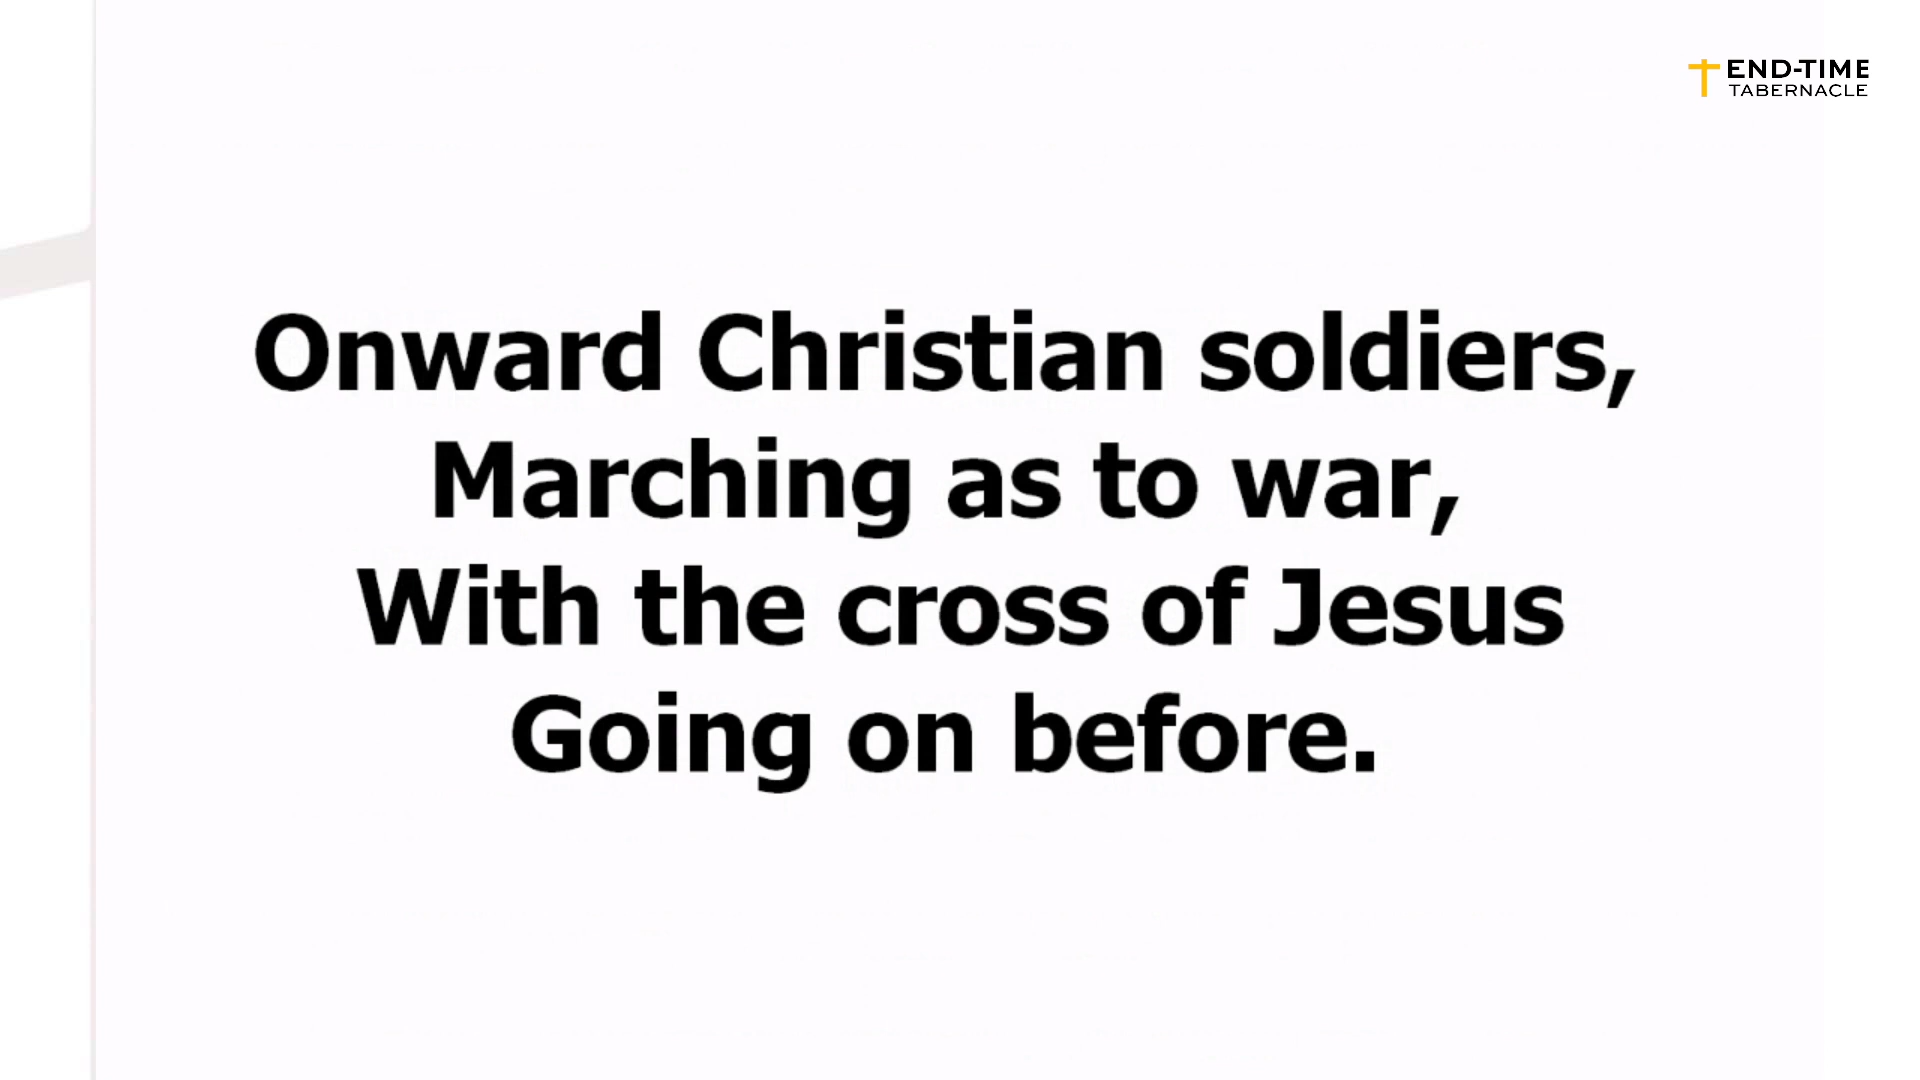 END-TIME
TABERNACLE
Onward Christian soldiers,
Marching as to war,
With the cross of Jesus
Going on before.